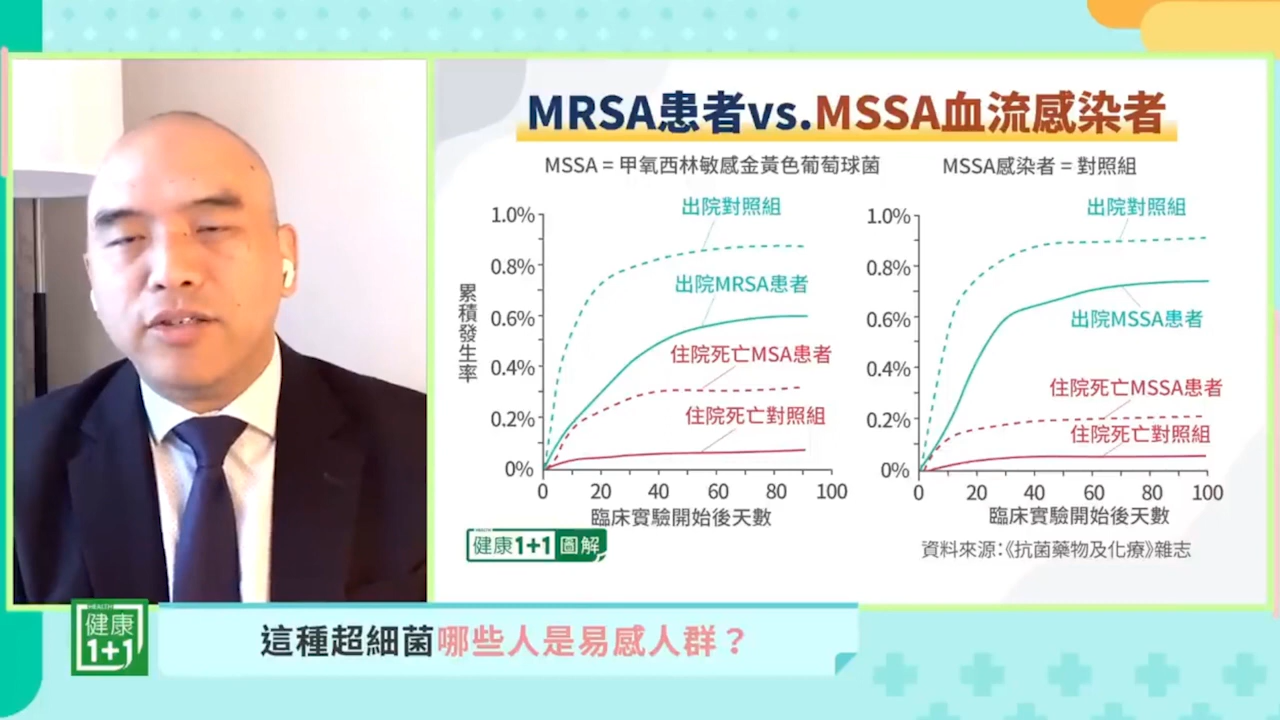 MRSA患者vs.MSSA血流感染者
MSSA = 甲氧西林敏感金黃色葡萄球菌
MSSA感染者 = 對照組
累積發生率
1.0%
0.8%
0.6%
0.4%
0.2%
0%
出院對照組
出院MRSA患者
住院死亡MSA患者
住院死亡對照組
0 20 40 60 80 100
臨床實驗開始後天數
1.0%
0.8%
0.6%
0.4%
0.2%
0%
出院對照組
出院MSSA患者
住院死亡MSSA患者
住院死亡對照組
0 20 40 60 80 100
臨床實驗開始後天數
HEALTH
健康1+1 圖解
資料來源:《抗菌藥物及化療》雜志
HEALTH
健康
1+1
這種超細菌哪些人是易感人群？